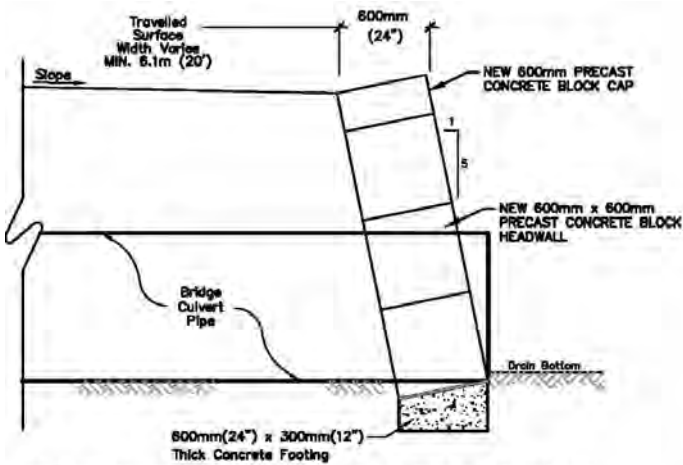 Travelled
Surface
Width Varies
MIN. 6.1m (20')
600mm
(24")
Slope
NEW 600mm PRECAST
CONCRETE BLOCK CAP
1
5
NEW 600mm x 600mm
PRECAST CONCRETE BLOCK
HEADWALL
Bridge
Culvert
Pipe
Drain Bottom
600mm(24") x 300mm(12")
Thick Concrete Footing